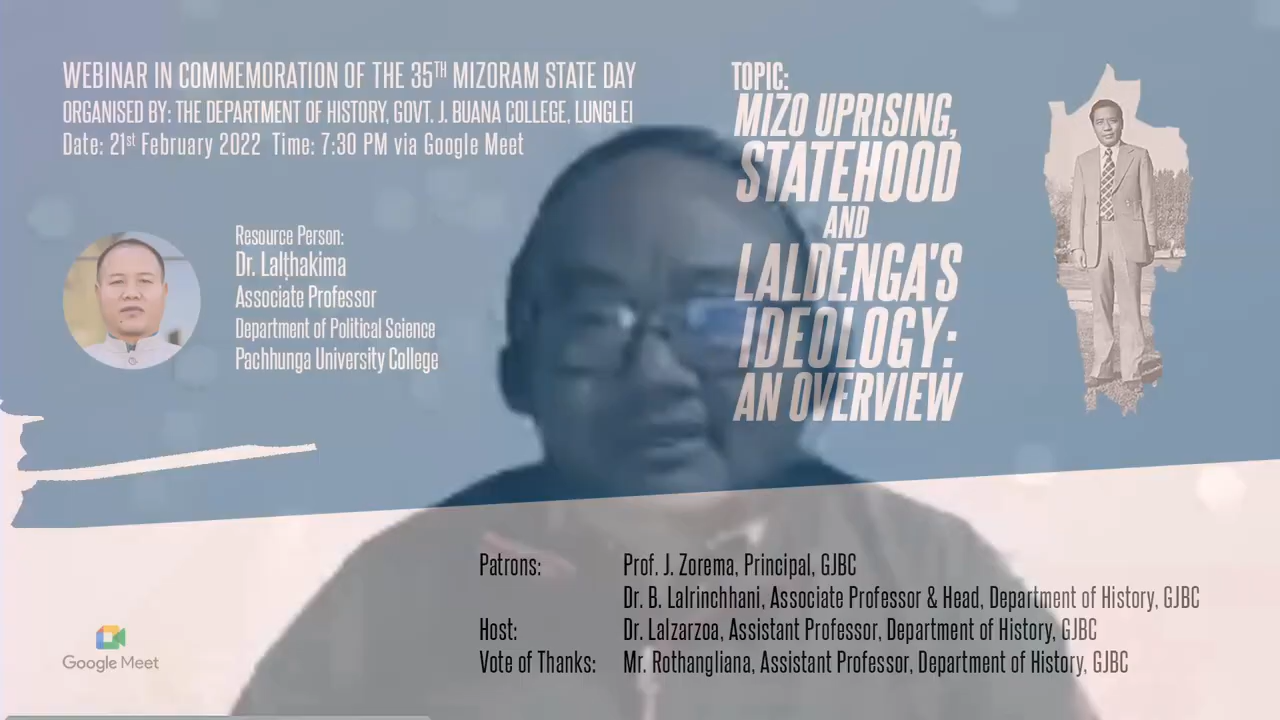 WEBINAR IN COMMEMORATION OF THE 35TH MIZORAM STATE DAY
ORGANISED BY: THE DEPARTMENT OF HISTORY, GOVT. J. BUANA COLLEGE, LUNGLEI
Date: 21st February 2022 Time: 7:30 PM via Google Meet
Resource Person:
Dr. Lalṭhakima
Associate Professor
Department of Political Science
Pachhunga University College
TOPIC:
MIZO UPRISING,
STATEHOOD
AND
LALDENGA'S
IDEOLOGY:
AN OVERVIEW
Patrons: Prof. J. Zorema, Principal, GJBC
Dr. B. Lalrinchhani, Associate Professor & Head, Department of History, GJBC
Host: Dr. Lalzarzoa, Assistant Professor, Department of History, GJBC
Vote of Thanks: Mr. Rothangliana, Assistant Professor, Department of History, GJBC
Google Meet